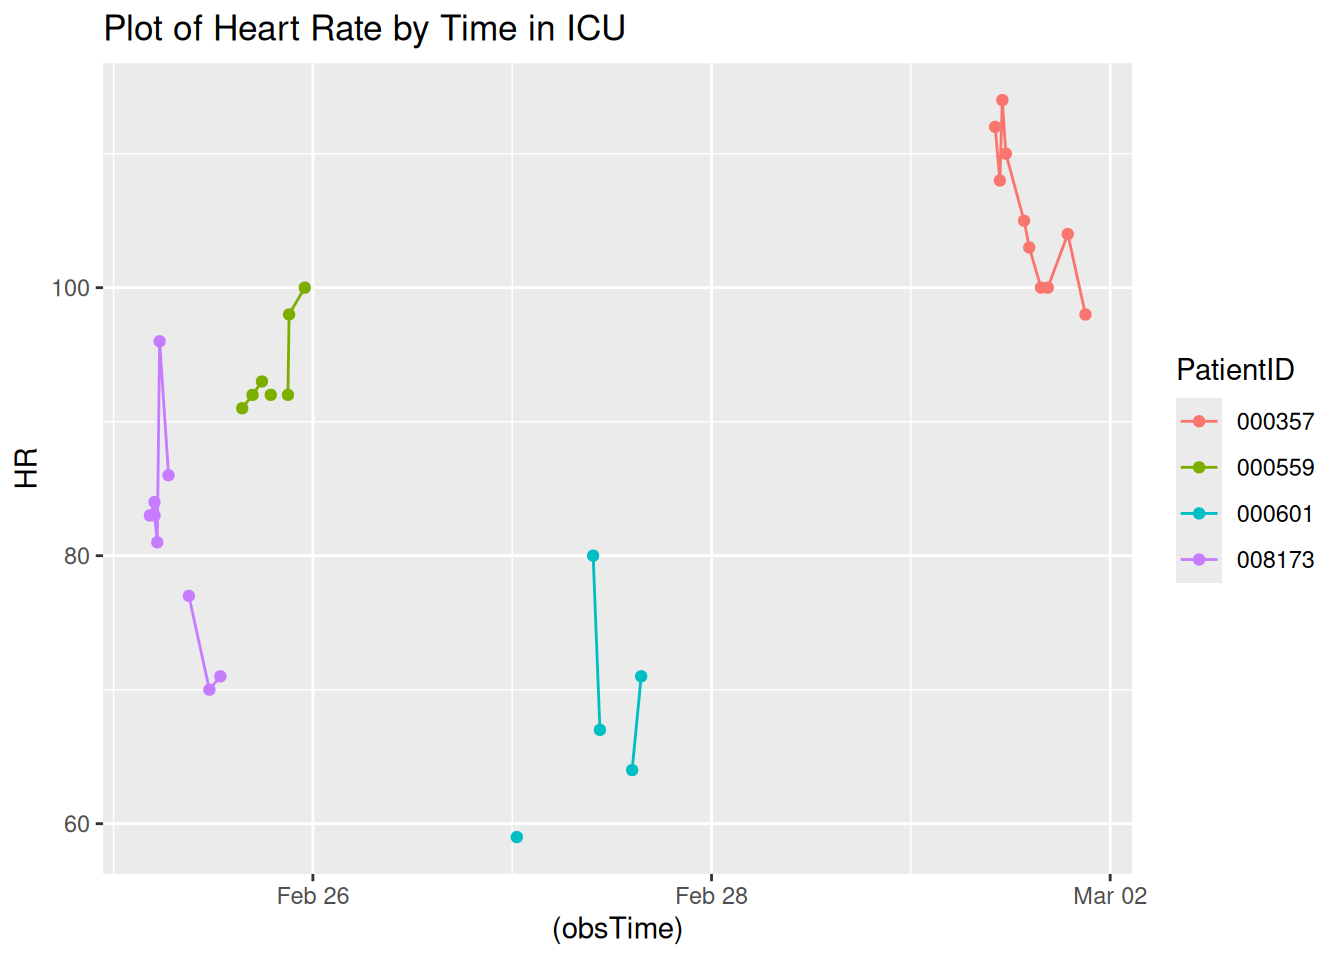 Plot of Heart Rate by Time in ICU
HR
100
80
60
Feb 26
Feb 28
Mar 02
(obsTime)
PatientID
000357
000559
000601
008173